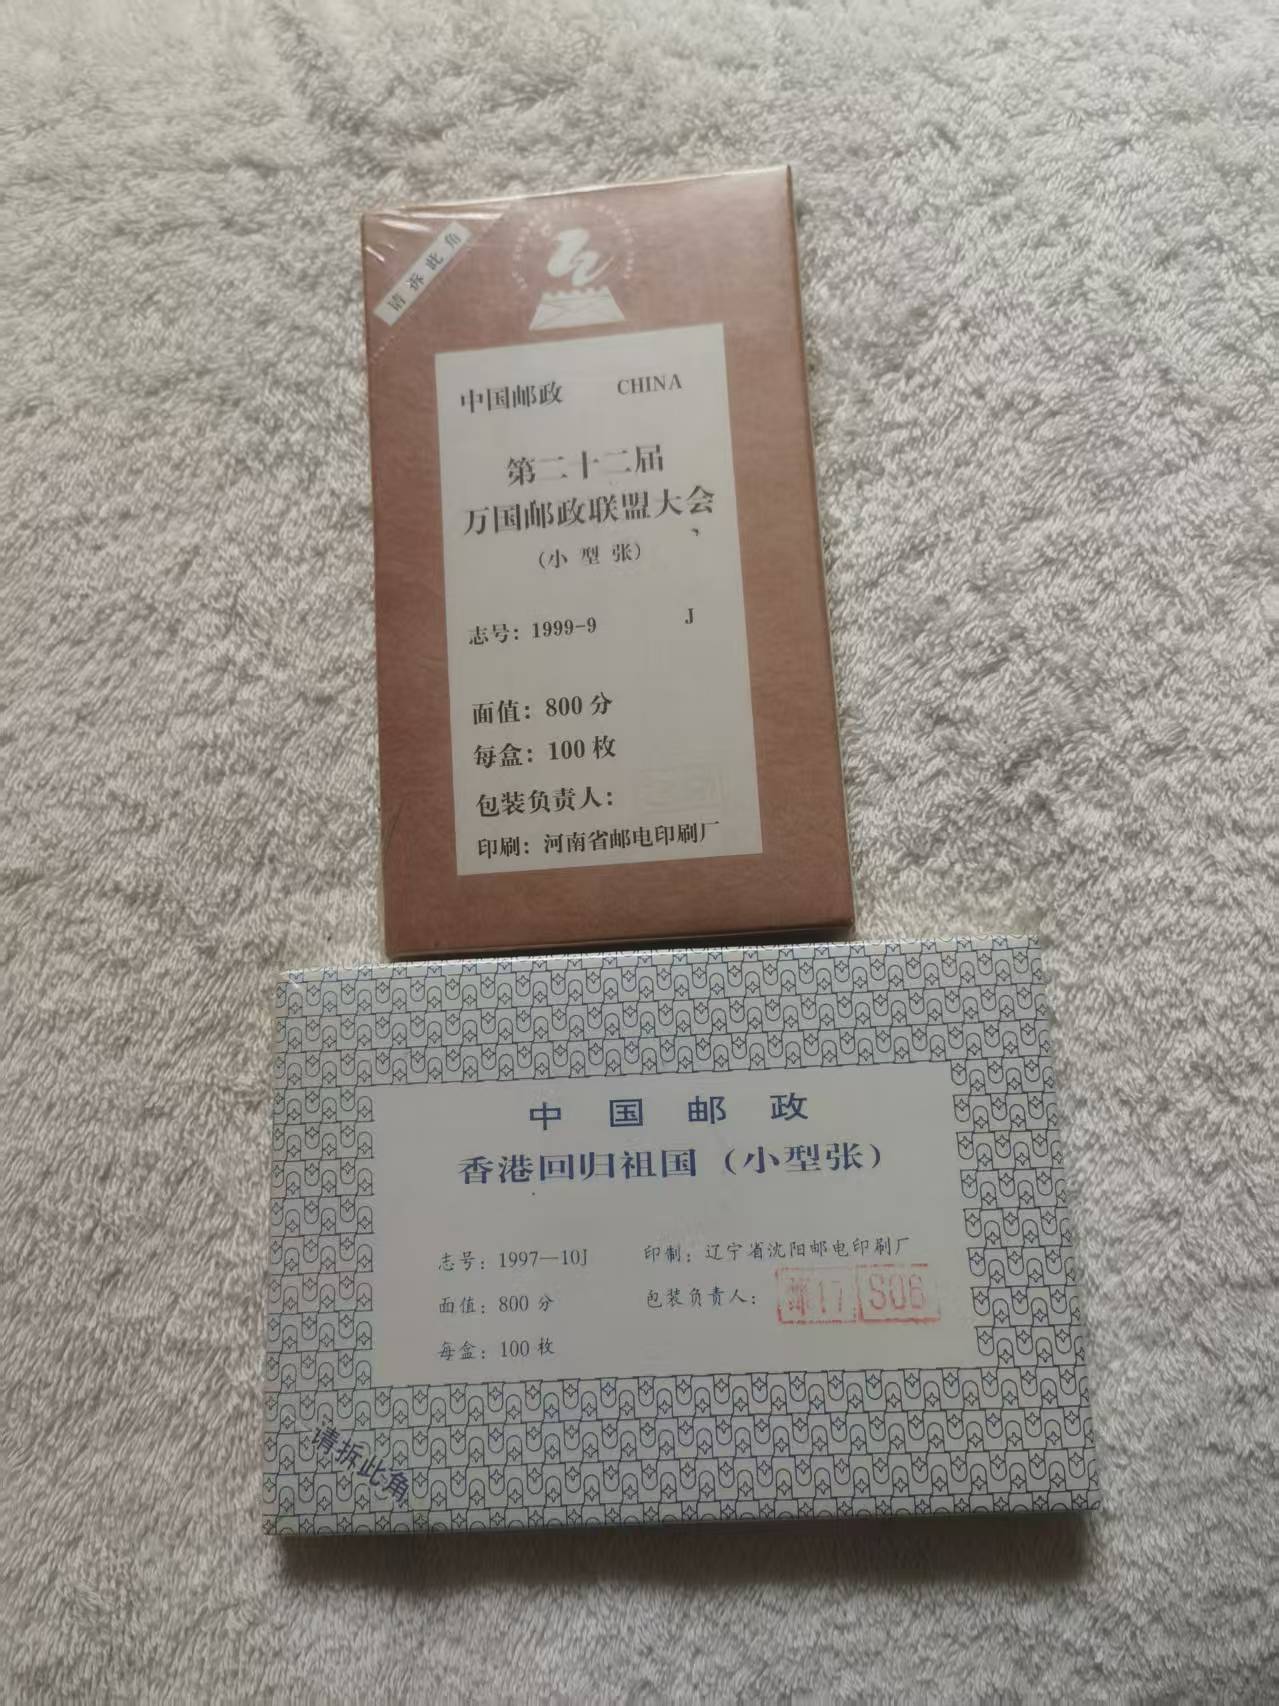 请拆此角
中国邮政 CHINA
第二十二届
万国邮政联盟大会
（小型张）
志号：1999-9 J
面值：800分
每盒：100枚
包装负责人：
印刷：河南省邮电印刷厂
中国邮政
香港回归祖国（小型张）
志号：1997—10J 印制：辽宁省沈阳邮电印刷厂
面值：800分 包装负责人： 17 S06
每盒：100枚
请拆此角